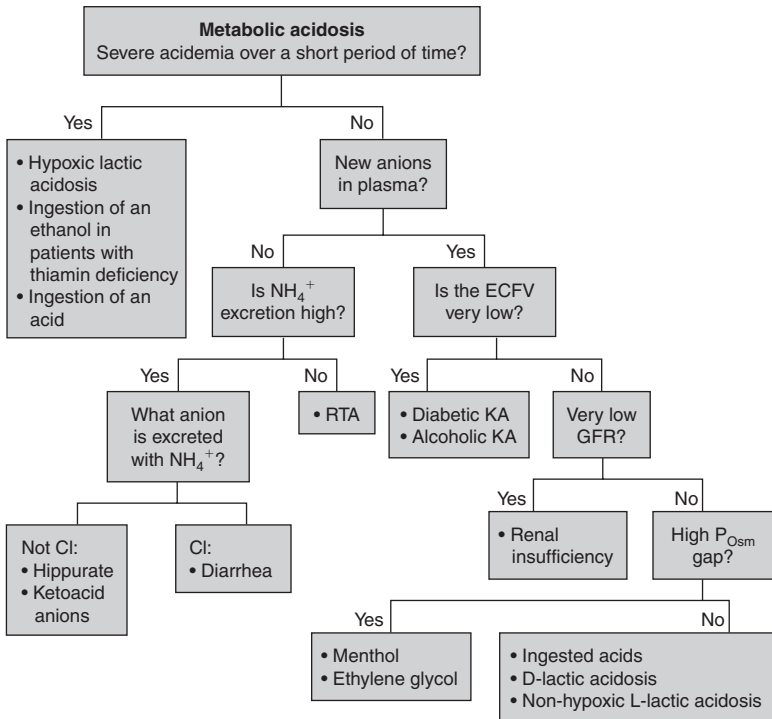 Metabolic acidosis
Severe acidemia over a short period of time?
Yes
No
• Hypoxic lactic
acidosis
• Ingestion of an
ethanol in
patients with
thiamin deficiency
• Ingestion of an
acid
New anions
in plasma?
No
Yes
Is NH₄⁺
excretion high?
Is the ECFV
very low?
Yes
No
Yes
No
What anion
is excreted
with NH₄⁺?
• RTA
• Diabetic KA
• Alcoholic KA
Very low
GFR?
Yes
No
Not Cl:
• Hippurate
• Ketoacid
anions
Cl:
• Diarrhea
• Renal
insufficiency
High P_Osm
gap?
Yes
No
• Menthol
• Ethylene glycol
• Ingested acids
• D-lactic acidosis
• Non-hypoxic L-lactic acidosis